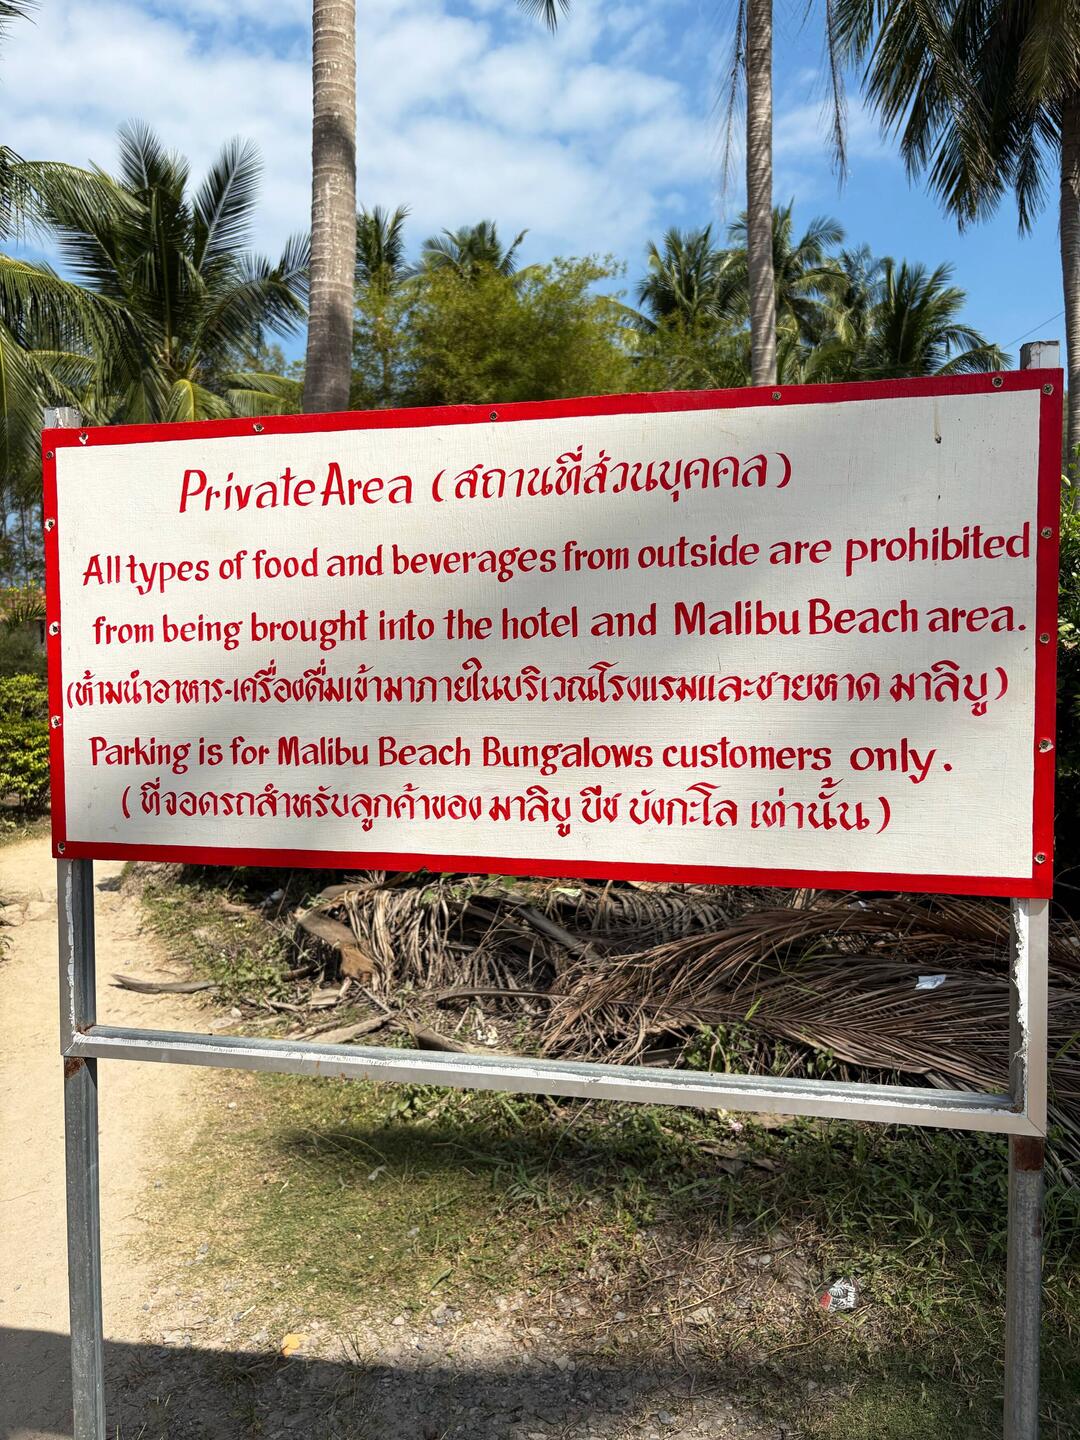 Private Area (สถานที่ส่วนบุคคล)
All types of food and beverages from outside are prohibited
from being brought into the hotel and Malibu Beach area.
(ห้ามนำอาหาร-เครื่องดื่มเข้ามาภายในบริเวณโรงแรมและชายหาด มาลิบู)
Parking is for Malibu Beach Bungalows customers only.
(ที่จอดรถสำหรับลูกค้าของ มาลิบู บีช บังกะโล เท่านั้น)